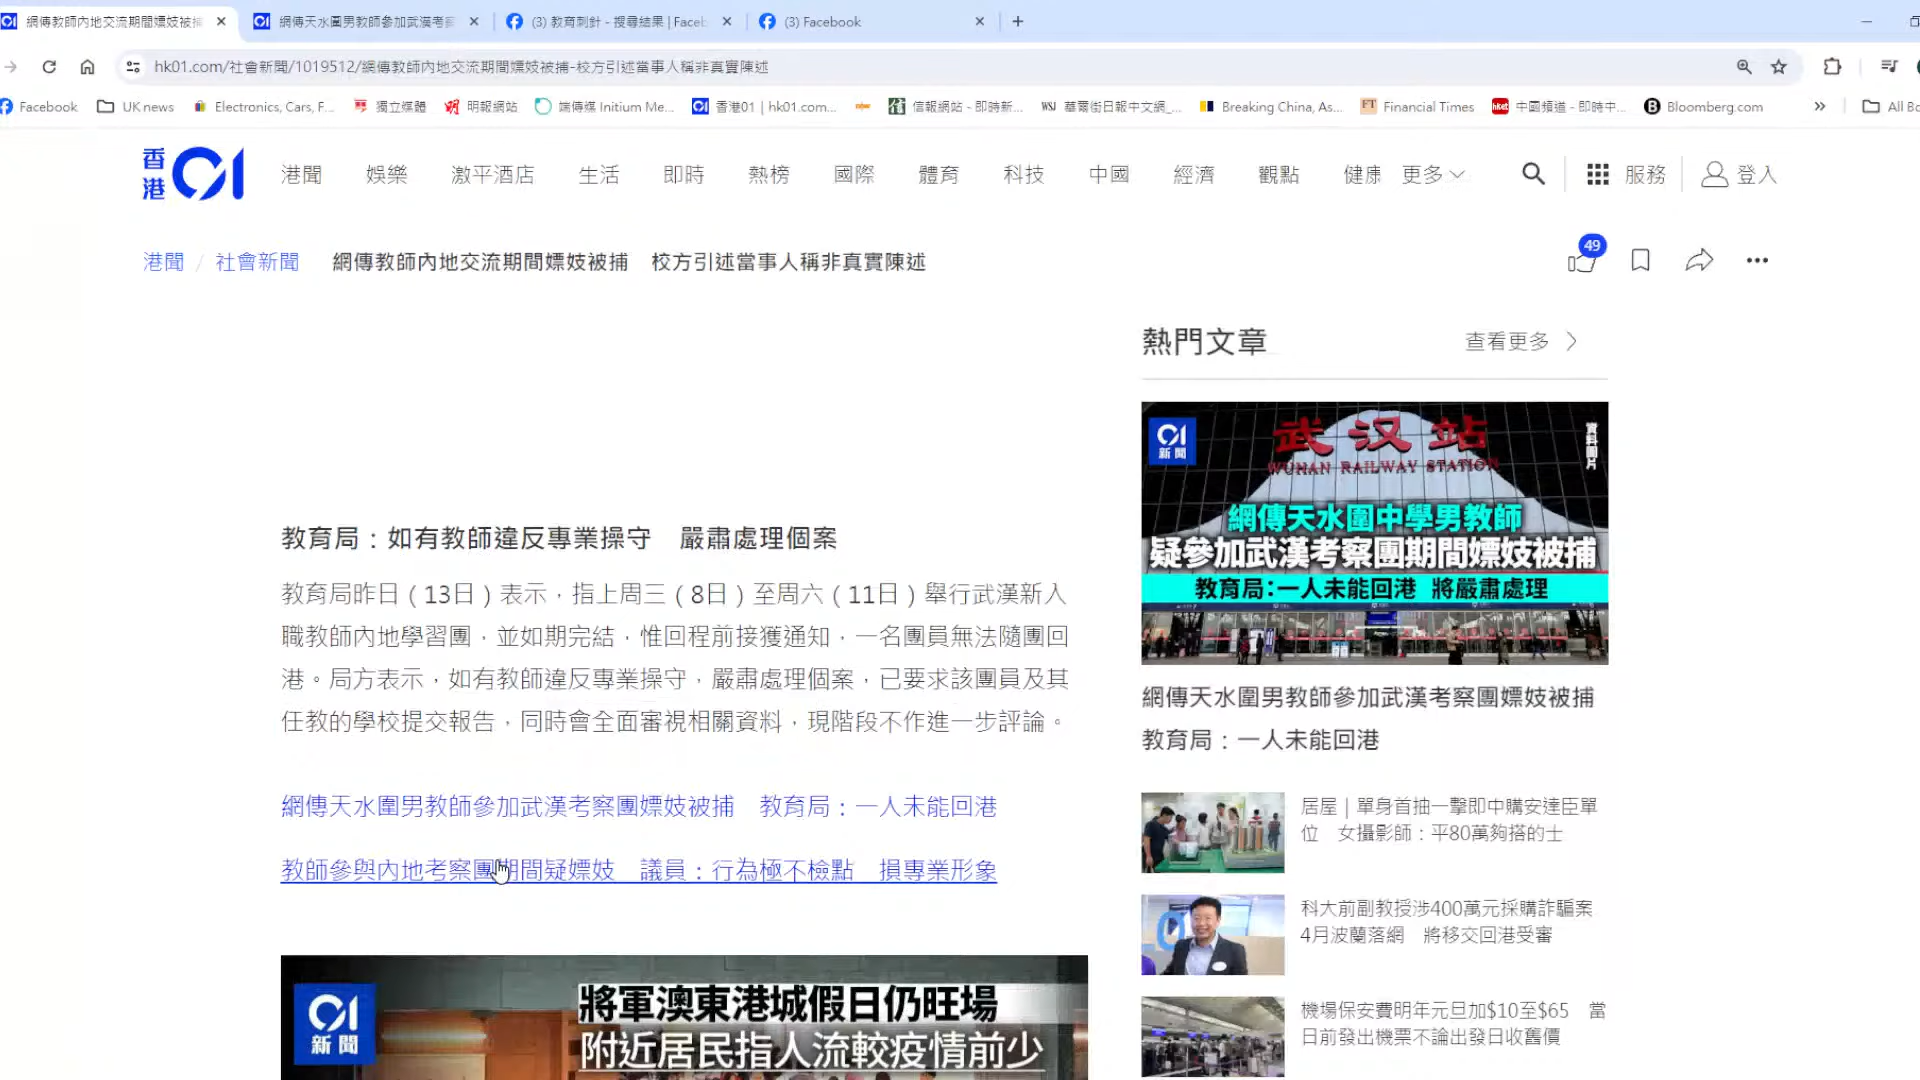 網傳教師內地交流期間嫖妓被捕
網傳天水圍男教師參加武漢考
(3) 教育刺針 - 搜尋結果 | Faceb
(3) Facebook
hk01.com/社會新聞/1019512/網傳教師內地交流期間嫖妓被捕-校方引述當事人稱非真實陳述
Facebook
UK news
Electronics, Cars, F...
獨立媒體
明報網站
端傳媒 Initium Me...
香港01 | hk01.com...
信報網站 - 即時新...
WSJ
華爾街日報中文網_...
Breaking China, As...
FT
Financial Times
hket
中國頻道 - 即時中...
B
Bloomberg.com
All Bo
香港01
港聞
娛樂
激平酒店
生活
即時
熱榜
國際
體育
科技
中國
經濟
觀點
健康
更多
服務
登入
港聞 / 社會新聞
網傳教師內地交流期間嫖妓被捕 校方引述當事人稱非真實陳述
49
教育局:如有教師違反專業操守 嚴肅處理個案
教育局昨日(13日)表示,指上周三(8日)至周六(11日)舉行武漢新入
職教師內地學習團,並如期完結,惟回程前接獲通知,一名團員無法隨團回
港。局方表示,如有教師違反專業操守,嚴肅處理個案,已要求該團員及其
任教的學校提交報告,同時會全面審視相關資料,現階段不作進一步評論。
網傳天水圍男教師參加武漢考察團嫖妓被捕 教育局:一人未能回港
教師參與內地考察團期間疑嫖妓 議員:行為極不檢點 損專業形象
01
新聞
將軍澳東港城假日仍旺場
附近居民指人流較疫情前少
熱門文章
查看更多
01
新聞
武汉站
WUHAN RAILWAY STATION
資料圖片
網傳天水圍中學男教師
疑參加武漢考察團期間嫖妓被捕
教育局:一人未能回港 將嚴肅處理
網傳天水圍男教師參加武漢考察團嫖妓被捕
教育局:一人未能回港
居屋|單身首抽一擊即中購安達臣單
位 女攝影師:平80萬夠搭的士
科大前副教授涉400萬元採購詐騙案
4月波蘭落網 將移交回港受審
機場保安費明年元旦加$10至$65 當
日前發出機票不論出發日收舊價